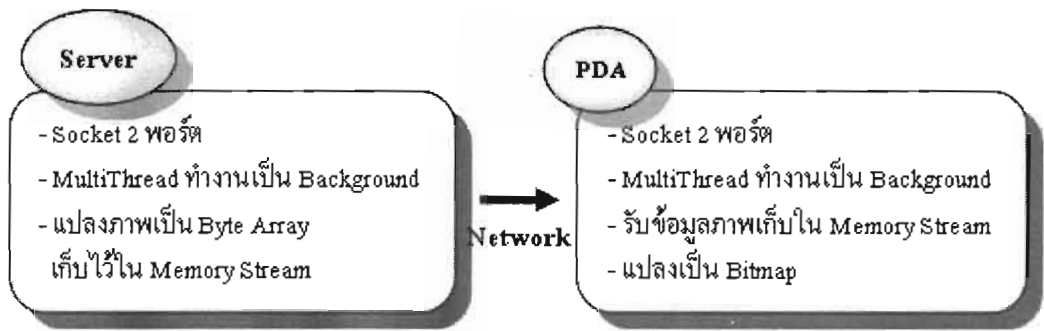 Server
- Socket 2 พอร์ต
- MultiThread ทำงานเป็น Background
- แปลงภาพเป็น Byte Array
เก็บไว้ใน Memory Stream
Network
PDA
- Socket 2 พอร์ต
- MultiThread ทำงานเป็น Background
- รับข้อมูลภาพเก็บใน Memory Stream
- แปลงเป็น Bitmap